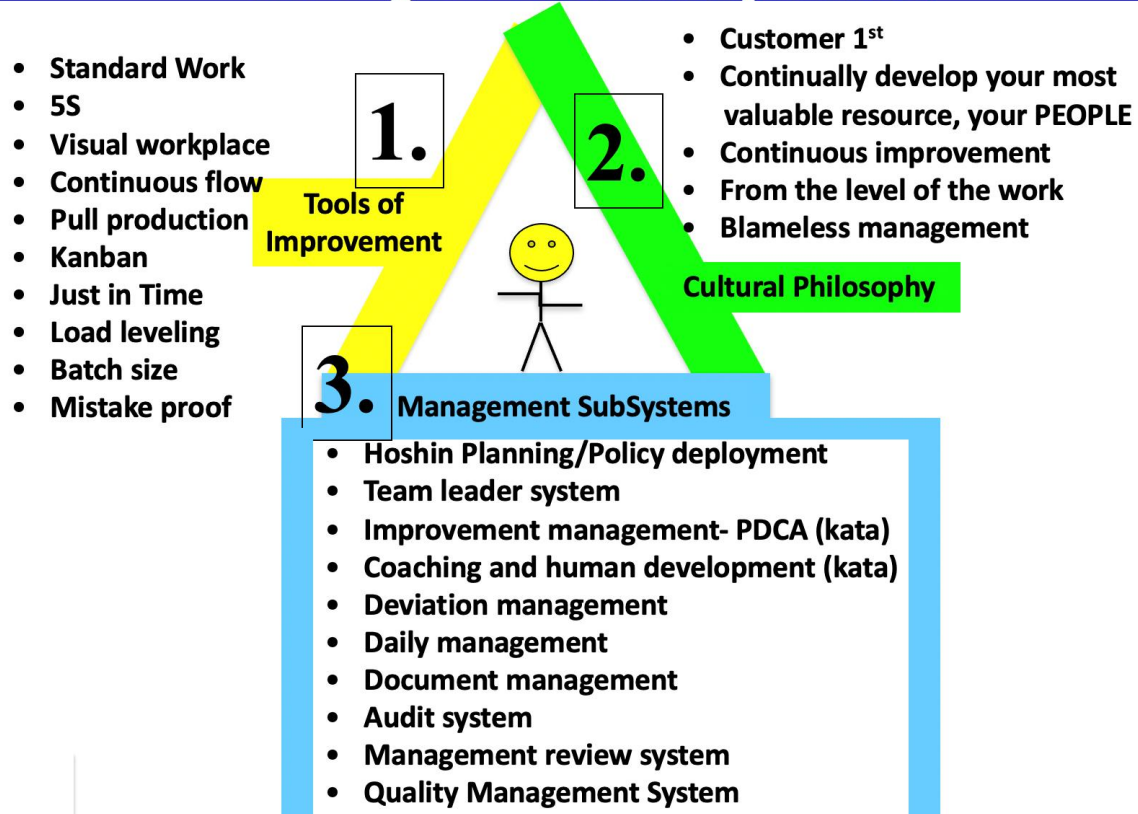 • Standard Work
• 5S
• Visual workplace
• Continuous flow
• Pull production
• Kanban
• Just in Time
• Load leveling
• Batch size
• Mistake proof
1.
Tools of
Improvement
2.
• Customer 1st
• Continually develop your most
valuable resource, your PEOPLE
• Continuous improvement
• From the level of the work
• Blameless management
Cultural Philosophy
3.
Management SubSystems
• Hoshin Planning/Policy deployment
• Team leader system
• Improvement management- PDCA (kata)
• Coaching and human development (kata)
• Deviation management
• Daily management
• Document management
• Audit system
• Management review system
• Quality Management System